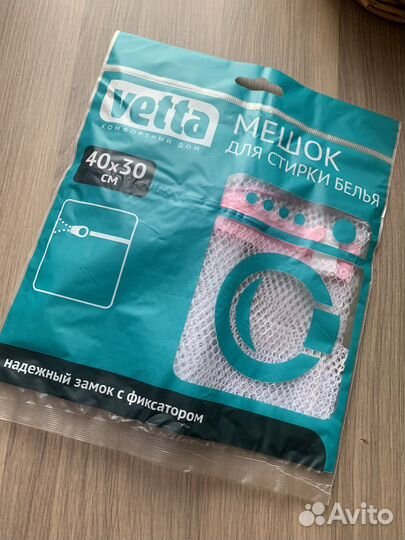 vetta
КОМФОРТНЫЙ ДОМ
МЕШОК
ДЛЯ СТИРКИ БЕЛЬЯ
40x30
СМ
надежный замок с фиксатором
Avito